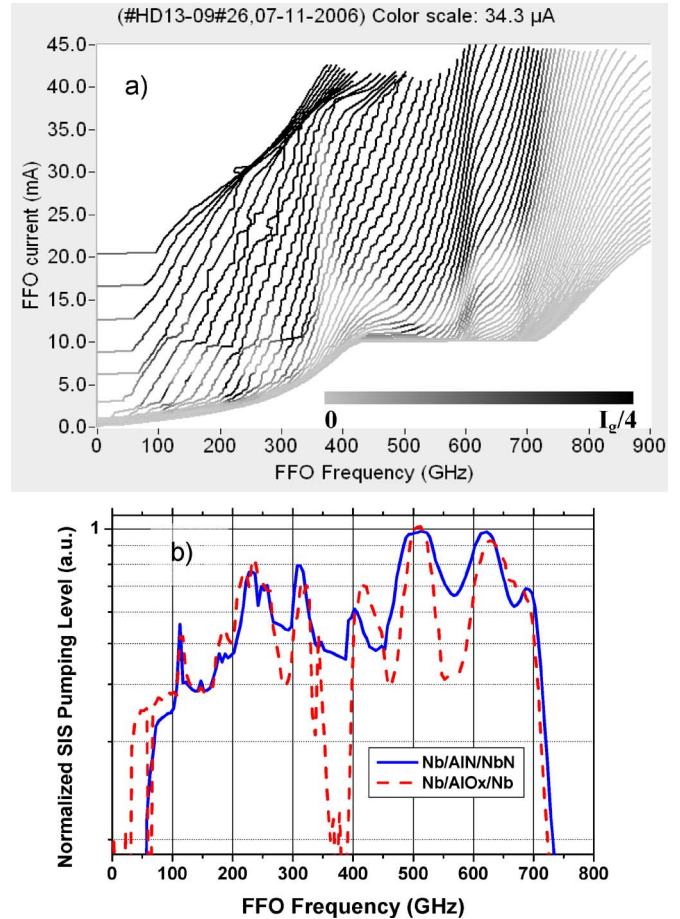 (#HD13-09#26,07-11-2006) Color scale: 34.3 µA
a)
FFO current (mA)
45.0
40.0
35.0
30.0
25.0
20.0
15.0
10.0
5.0
0.0
0 Ig/4
0 100 200 300 400 500 600 700 800 900
FFO Frequency (GHz)
b)
Normalized SIS Pumping Level (a.u.)
1
Nb/AlN/NbN
Nb/AlOx/Nb
0 100 200 300 400 500 600 700 800
FFO Frequency (GHz)